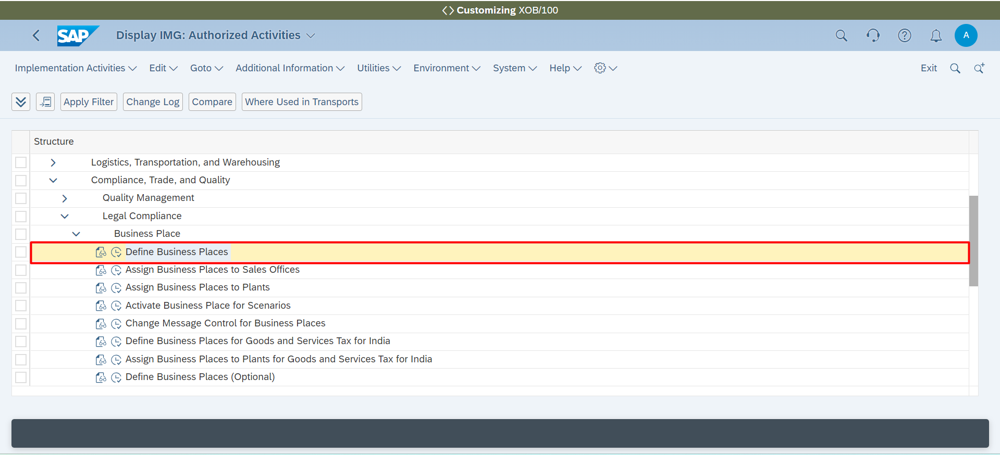 Customizing XOB/100
SAP Display IMG: Authorized Activities A
Implementation Activities Edit Goto Additional Information Utilities Environment System Help Exit
Apply Filter Change Log Compare Where Used in Transports
Structure
Logistics, Transportation, and Warehousing
Compliance, Trade, and Quality
Quality Management
Legal Compliance
Business Place
Define Business Places
Assign Business Places to Sales Offices
Assign Business Places to Plants
Activate Business Place for Scenarios
Change Message Control for Business Places
Define Business Places for Goods and Services Tax for India
Assign Business Places to Plants for Goods and Services Tax for India
Define Business Places (Optional)